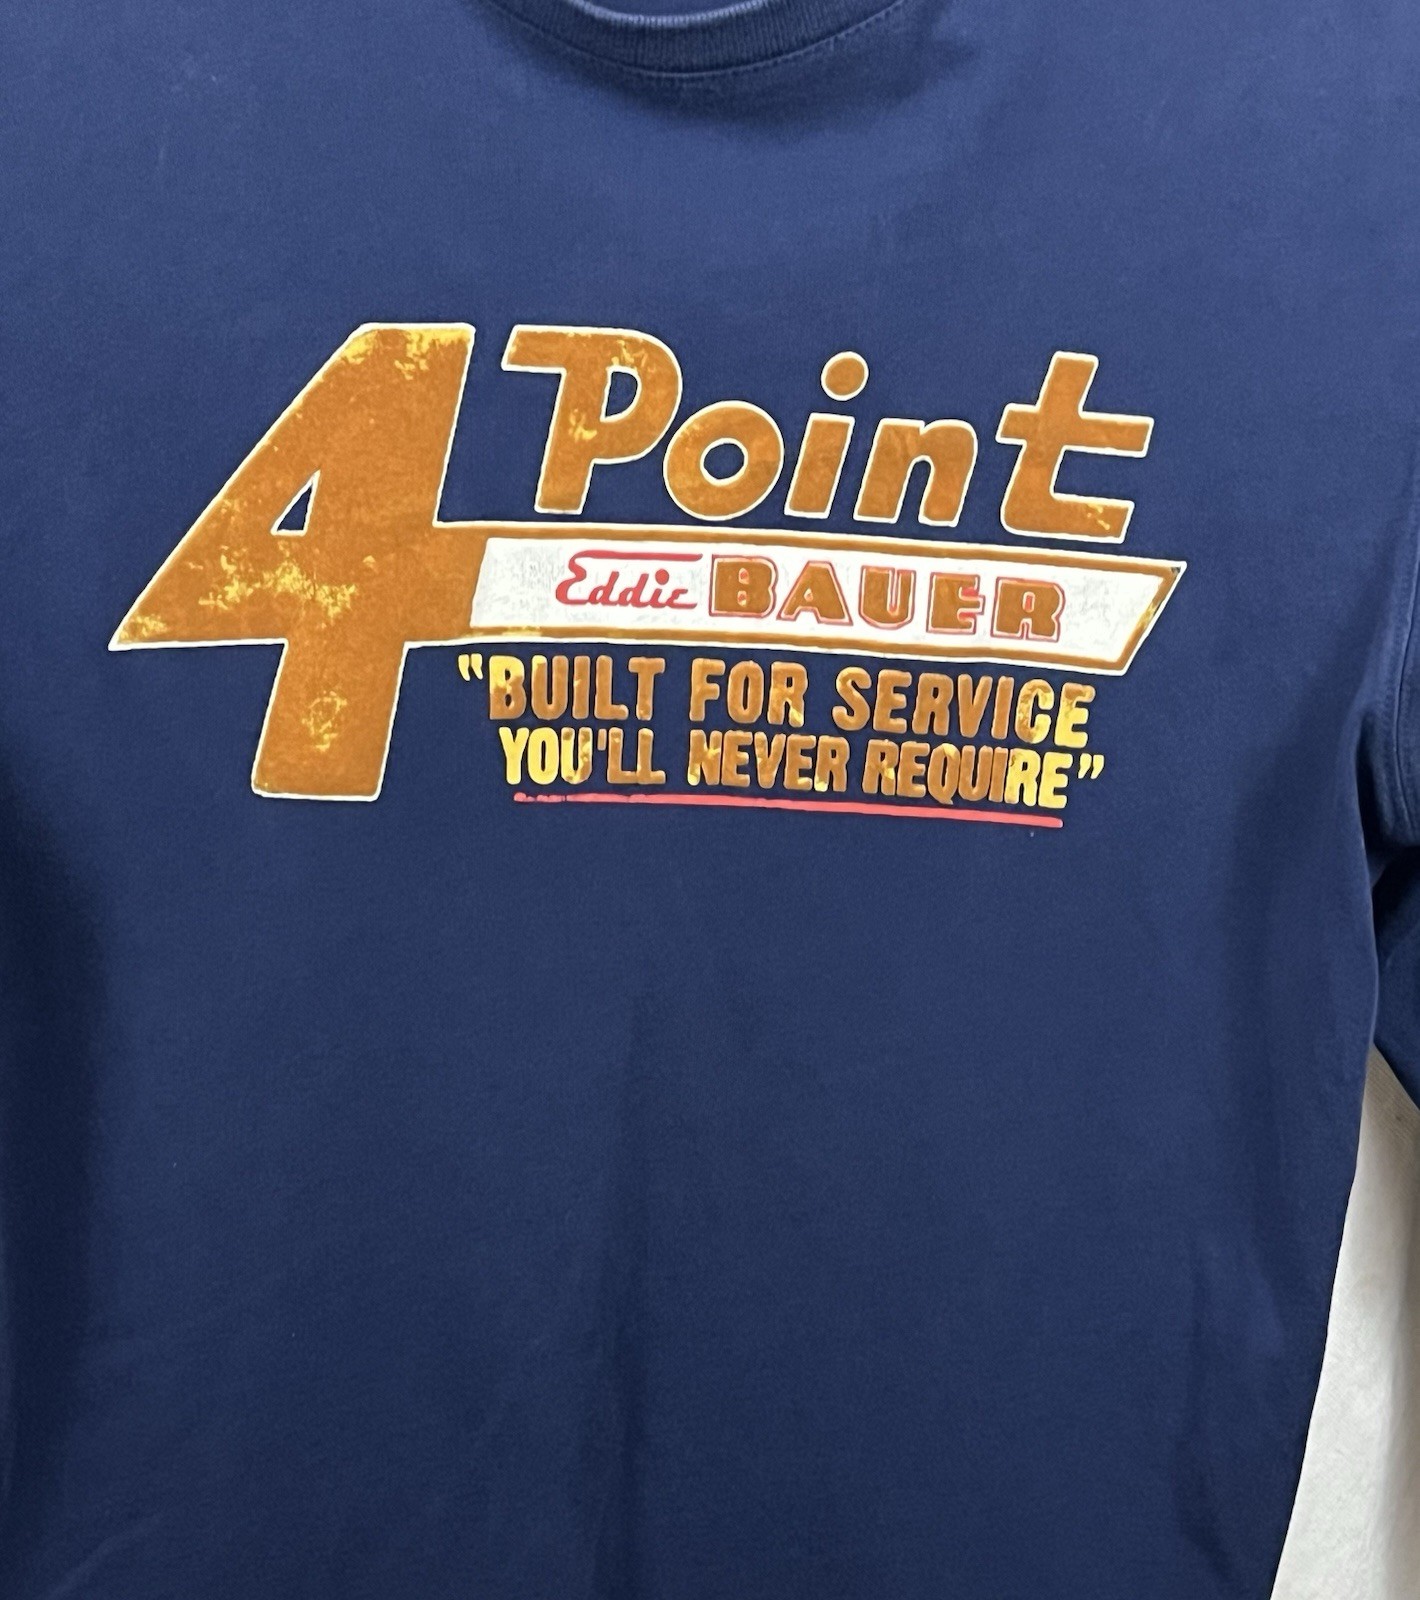 4 Point
Eddie BAUER
"BUILT FOR SERVICE
YOU'LL NEVER REQUIRE"